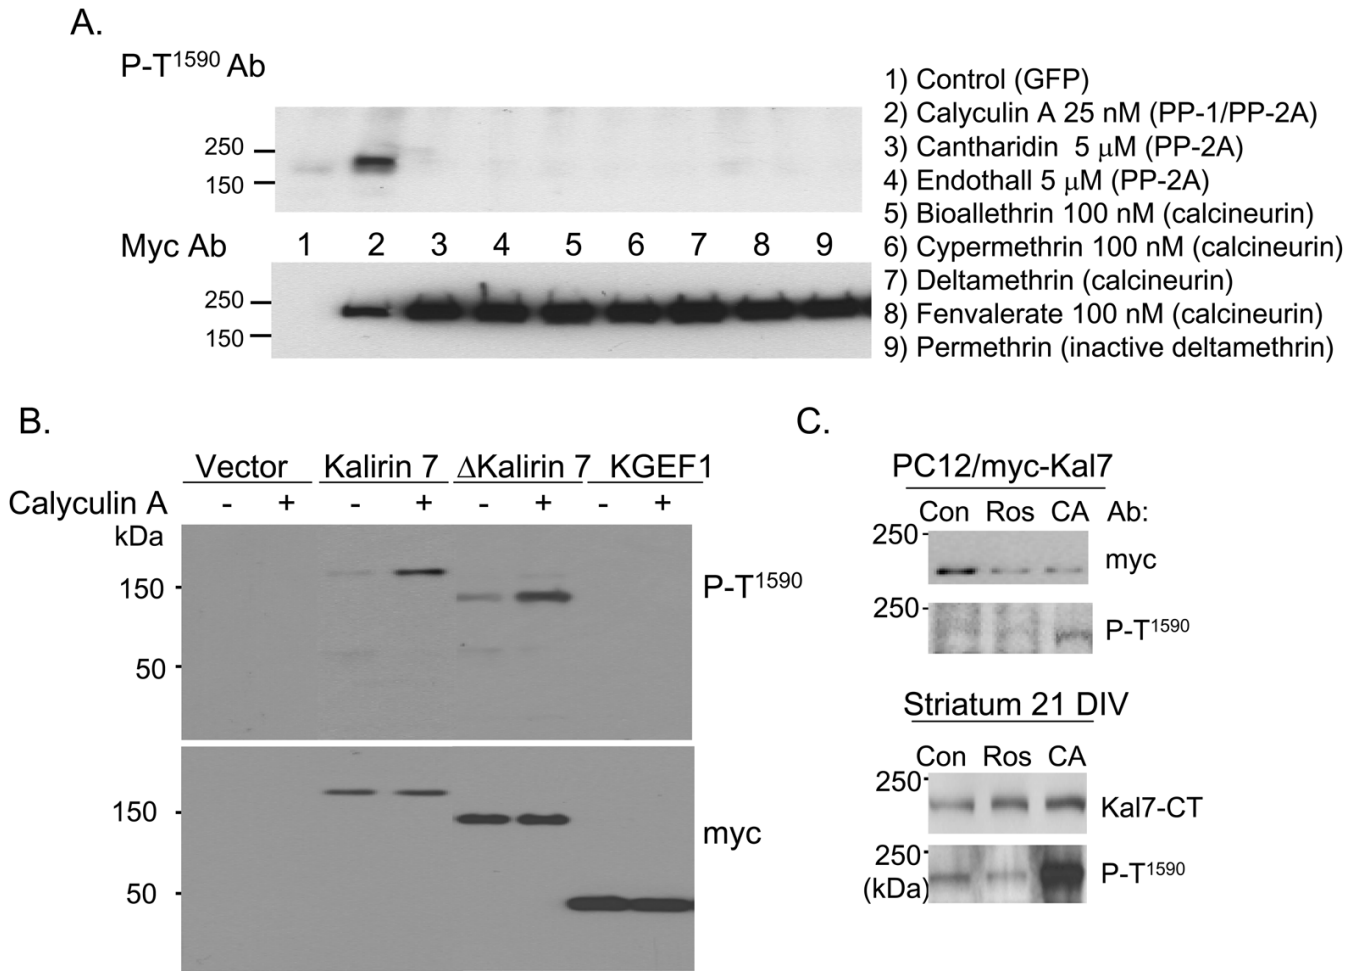 A.
P-T1590 Ab
250
150
Myc Ab 1 2 3 4 5 6 7 8 9
250
150
1) Control (GFP)
2) Calyculin A 25 nM (PP-1/PP-2A)
3) Cantharidin 5 μM (PP-2A)
4) Endothall 5 μM (PP-2A)
5) Bioallethrin 100 nM (calcineurin)
6) Cypermethrin 100 nM (calcineurin)
7) Deltamethrin (calcineurin)
8) Fenvalerate 100 nM (calcineurin)
9) Permethrin (inactive deltamethrin)
B.
Vector Kalirin 7 ΔKalirin 7 KGEF1
Calyculin A - + - + - + - +
kDa
150
50
P-T1590
150
50
myc
C.
PC12/myc-Kal7
Con Ros CA Ab:
250
myc
250
P-T1590
Striatum 21 DIV
Con Ros CA
250
Kal7-CT
250
(kDa)
P-T1590